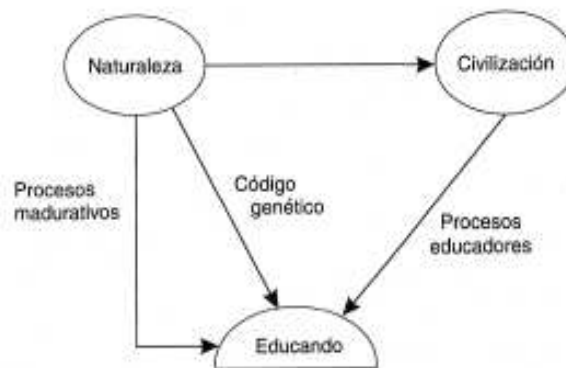 Naturaleza
Civilización
Procesos
madurativos
Código
genético
Procesos
educadores
Educando